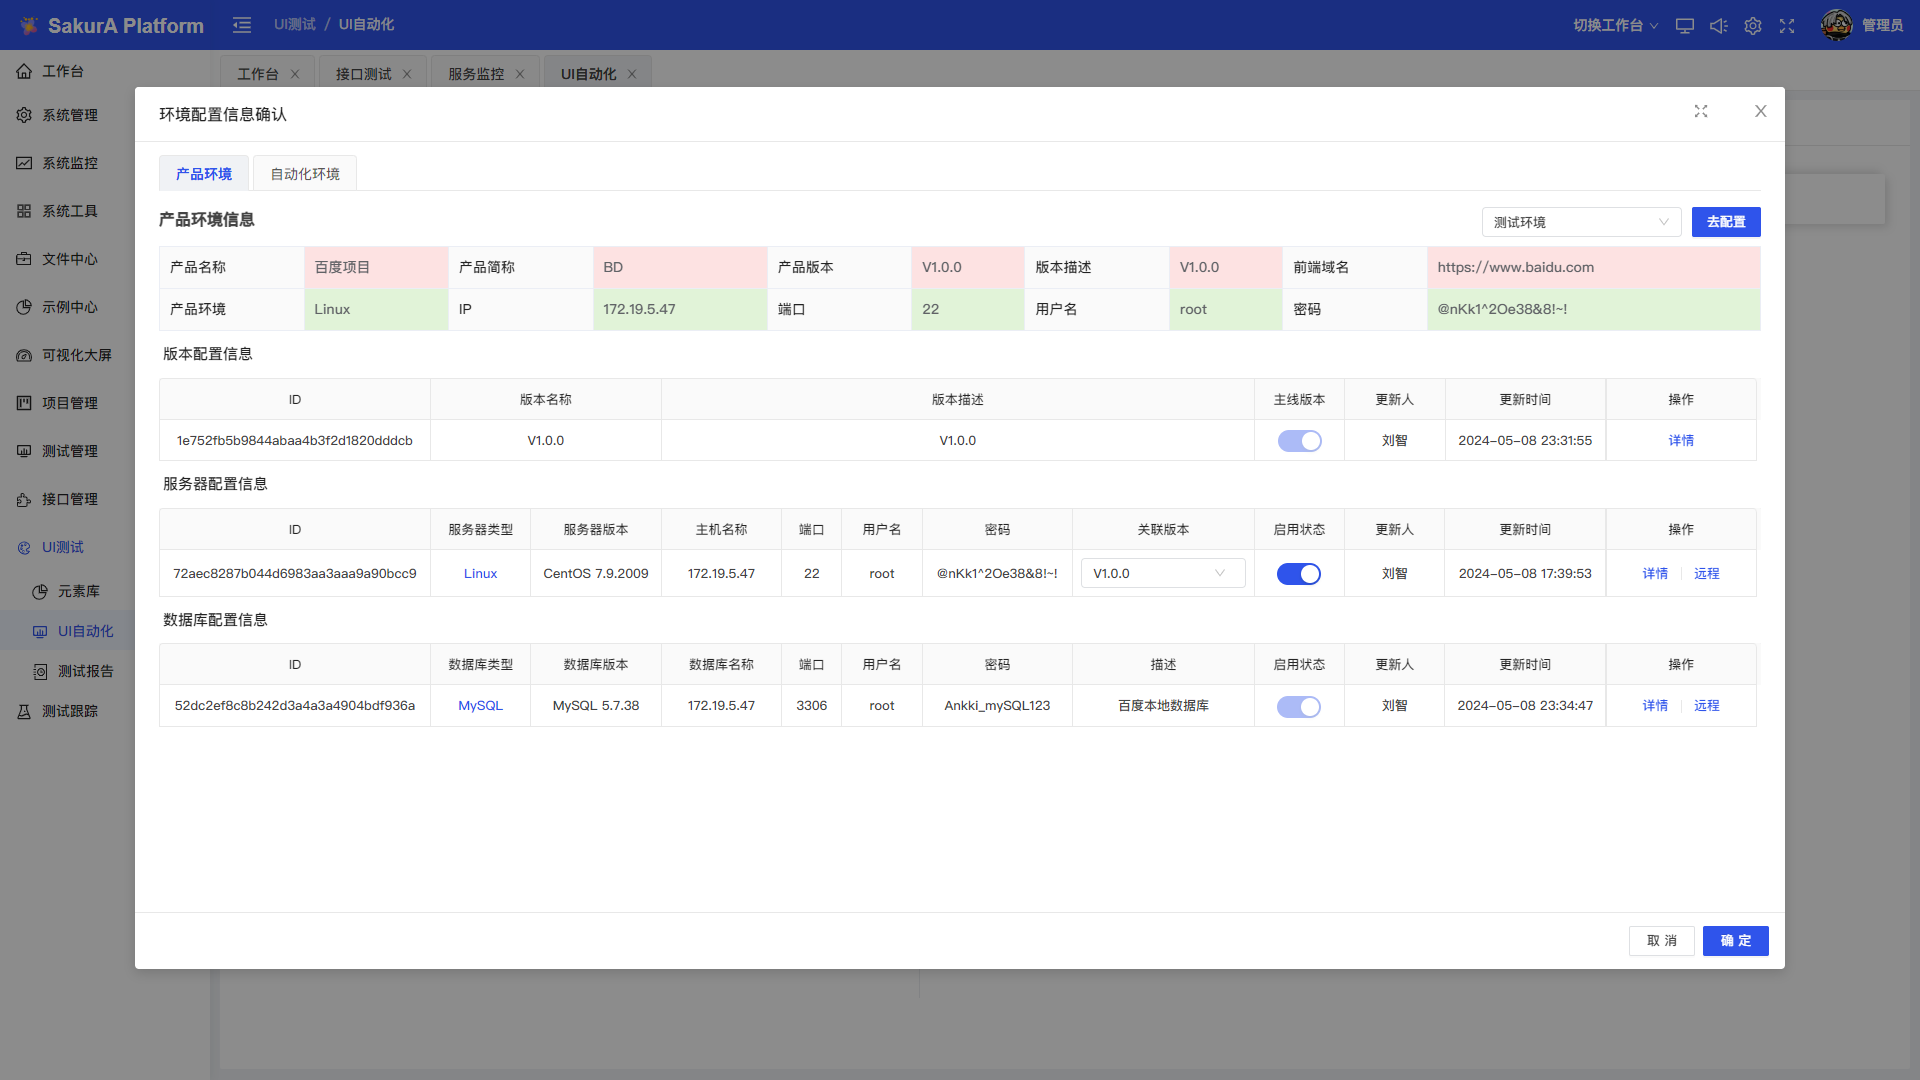 SakurA Platform
UI测试 / UI自动化
切换工作台
管理员
工作台
系统管理
系统监控
系统工具
文件中心
示例中心
可视化大屏
项目管理
测试管理
接口管理
UI测试
元素库
UI自动化
测试报告
测试跟踪
工作台 接口测试 服务监控 UI自动化
环境配置信息确认
产品环境 自动化环境
产品环境信息
测试环境 去配置
产品名称 百度项目 产品简称 BD 产品版本 V1.0.0 版本描述 V1.0.0 前端域名 https://www.baidu.com
产品环境 Linux IP 172.19.5.47 端口 22 用户名 root 密码 @nKk1^2Oe38&8!~!
版本配置信息
ID 版本名称 版本描述 主线版本 更新人 更新时间 操作
1e752fb5b9844abaa4b3f2d1820dddcb V1.0.0 V1.0.0 刘智 2024-05-08 23:31:55 详情
服务器配置信息
ID 服务器类型 服务器版本 主机名称 端口 用户名 密码 关联版本 启用状态 更新人 更新时间 操作
72aec8287b044d6983aa3aaa9a90bcc9 Linux CentOS 7.9.2009 172.19.5.47 22 root @nKk1^2Oe38&8!~! V1.0.0 刘智 2024-05-08 17:39:53 详情 远程
数据库配置信息
ID 数据库类型 数据库版本 数据库名称 端口 用户名 密码 描述 启用状态 更新人 更新时间 操作
52dc2ef8c8b242d3a4a3a4904bdf936a MySQL MySQL 5.7.38 172.19.5.47 3306 root Ankki_mySQL123 百度本地数据库 刘智 2024-05-08 23:34:47 详情 远程
取 消 确 定